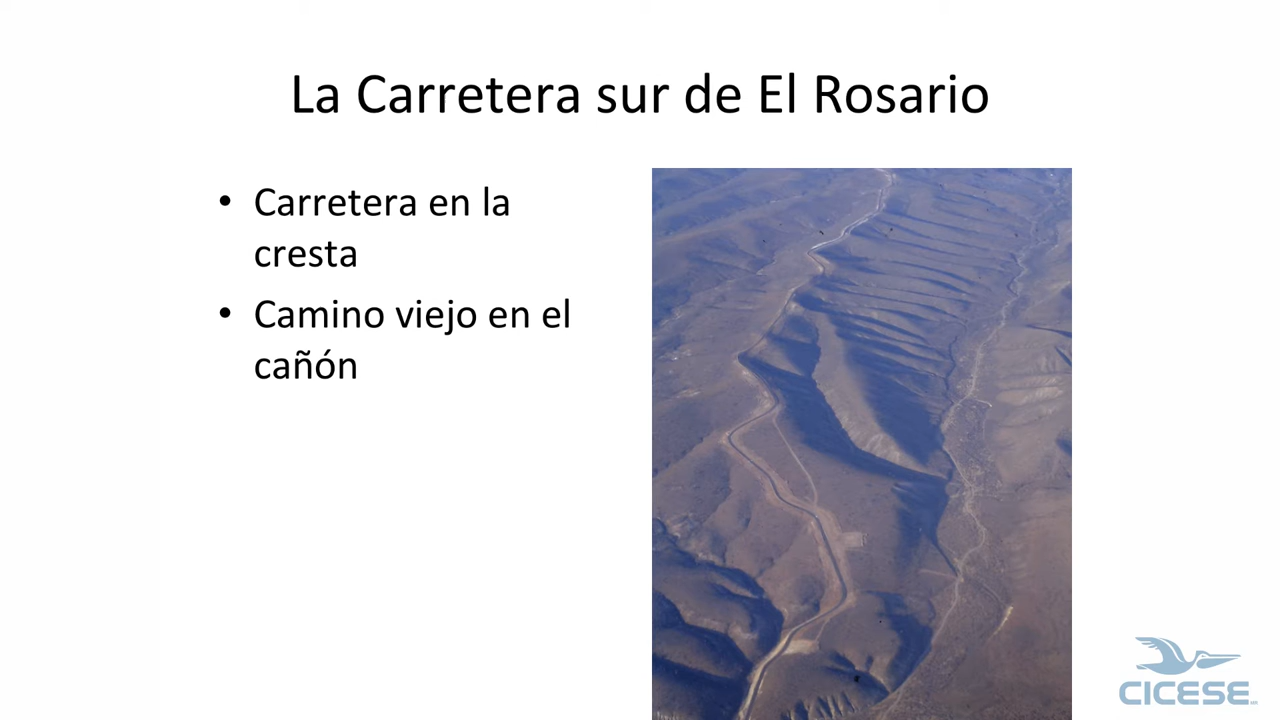 La Carretera sur de El Rosario
• Carretera en la
cresta
• Camino viejo en el
cañón
CICESE